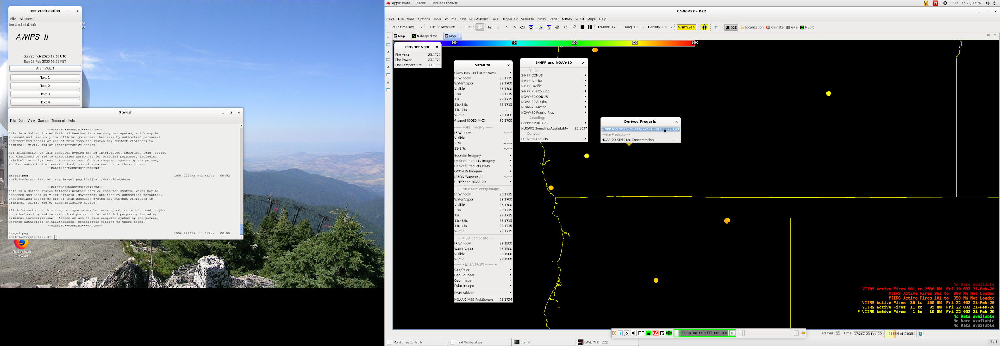 Text Workstation
File Windows
host: admin1-mfr
AWIPS II
Sun 23 Feb 2020 17:26 UTC
Sun 23 Feb 2020 09:26 PST
Alarm/Alert
Text 1
Text 2
Text 3
Text 4
Stavish
File Edit View Search Terminal Help
**WARNING**WARNING**WARNING**
This is a United States National Weather Service computer system, which may be
accessed and used only for official government business by authorized personnel.
Unauthorized access or use of this computer system may subject violators to
criminal, civil, and/or administrative action.
All information on this computer system may be intercepted, recorded, read, copied
and disclosed by and to authorized personnel for official purposes, including
criminal investigations.  Access or use of this computer system by any person,
whether authorized or unauthorized, constitutes consent to these terms.
**WARNING**WARNING**WARNING**
image1.png 100% 2260KB 842.6KB/s 00:02
admin1-mfr(stavish)106: scp image1.png ldad@ls1:/data/ldad/down
**WARNING**WARNING**WARNING**
This is a United States National Weather Service computer system, which may be
accessed and used only for official government business by authorized personnel.
Unauthorized access or use of this computer system may subject violators to
criminal, civil, and/or administrative action.
All information on this computer system may be intercepted, recorded, read, copied
and disclosed by and to authorized personnel for official purposes, including
criminal investigations.  Access or use of this computer system by any person,
whether authorized or unauthorized, constitutes consent to these terms.
**WARNING**WARNING**WARNING**
image1.png 100% 2260KB 11.1MB/s 00:00
admin1-mfr(stavish)107:
Firefox Web
Browser
Applications Places Derived Products Sun Feb 23, 17:26
CAVE:MFR - D2D
CAVE File View Options Tools Volume Obs NCEP/Hydro Local Upper Air Satellite kmax Radar MRMS SCAN Maps Help
Valid time seq Pacific Mercator Clear Frames: 12 Mag: 1.0 Density: 1.0 WarnGen D2D Localization Climate GFE Hydro
Map NsharpEditor Map
200 400 600 800 1000
Fire/Hot Spot
Fire Area 23.1721
Fire Power 23.1721
Fire Temperature 23.1721
Satellite
GOES-East and GOES-West
IR Window 23.1715
Water Vapor 23.1700
Visible 23.1700
3.9u 23.1715
13u 23.1715
11u-3.9u 23.1715
11u-13u --.----
WV/IR 23.1700
4 panel (GOES M-Q) 23.1700
------ POES Imagery ------
IR Window --.----
Visible --.----
3.7u --.----
11-3.7u --.----
Sounder Imagery
Derived Products Imagery
Derived Products Plots
OCONUS Imagery
JASON Waveheight --.----
S-NPP and NOAA-20
------ NH/NA/US every image------
IR Window 23.1715
Water Vapor 23.1700
Visible 23.1700
3.9u 23.1715
13u 23.1715
11u-3.9u 23.1715
11u-13u 23.1715
WV/IR 23.1715
------ 4 Sat Composite ------
IR Window 23.1500
Water Vapor 23.1500
Visible 23.1500
WV/IR 23.1500
-------- NASA SPoRT ----------
Geo/Polar
Geo Sounder
Geo Imager
Polar Imager
DAM Addons
NOAA/CIMSS ProbSevere 23.1724
S-NPP and NOAA-20
------ VIIRS ------
S-NPP CONUS
S-NPP Alaska
S-NPP Pacific
S-NPP Puerto Rico
NOAA-20 CONUS
NOAA-20 Alaska
NOAA-20 Pacific
NOAA-20 Puerto Rico
------ Soundings ------
Gridded NUCAPS
NUCAPS Sounding Availability 23.1637
-----Derived-----
Derived Products
Derived Products
S-NPP and NOAA-20 VIIRS Active Fires 23.1300
----Ice Products----
NOAA-20 ATMS Ice Concentration --.----
No Data Available
VIIRS Active Fires 901 to 2500 MW Fri 19:00Z 21-Feb-20
VIIRS Active Fires 351 to 900 MW Not Loaded
VIIRS Active Fires 101 to 350 MW Not Loaded
VIIRS Active Fires 36 to 100 MW Fri 22:00Z 21-Feb-20
VIIRS Active Fires 11 to 35 MW Fri 22:00Z 21-Feb-20
* VIIRS Active Fires 1 to 10 MW Fri 22:00Z 21-Feb-20
No Data Available
No Data Available
No Data Available
FF C 09:10:00 F6 will not aut C
Frames: 11 Time: 17:26Z 23-Feb-20 1665M of 2108M
Monitoring Controller Text Workstation Stavish CAVE:MFR - D2D 1 / 4